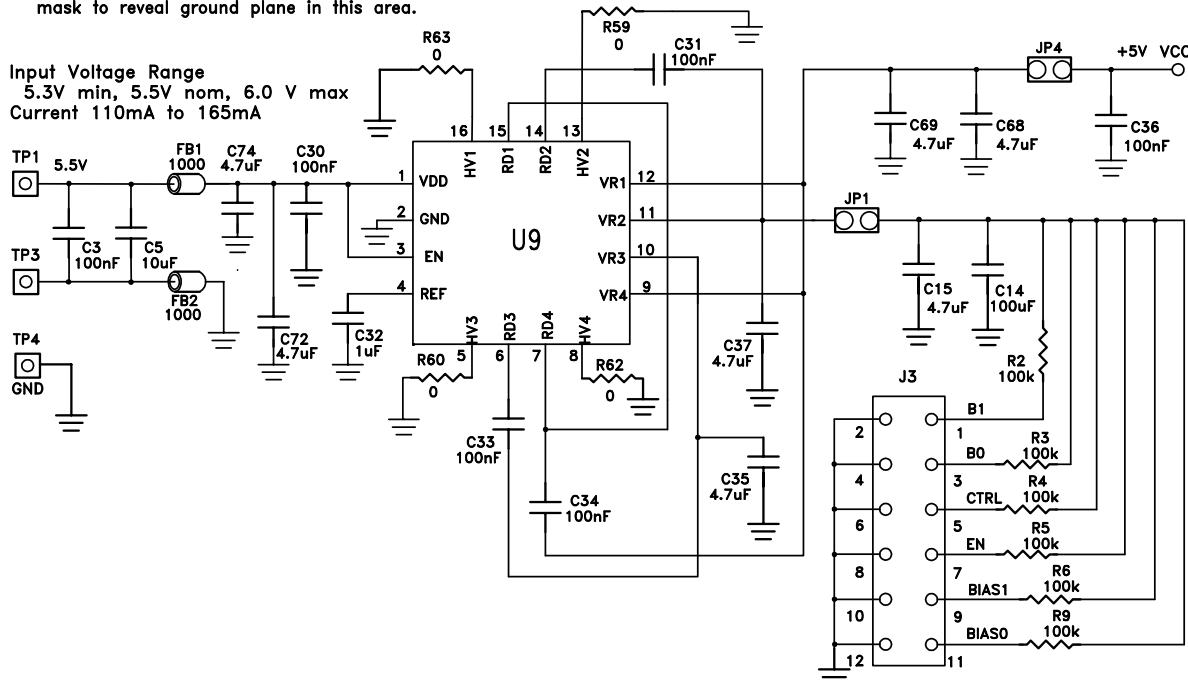 mask to reveal ground plane in this area.
Input Voltage Range
5.3V min, 5.5V nom, 6.0 V max
Current 110mA to 165mA
R63
0
R59
0
C31
100nF
JP4
+5V VCC
C69
4.7uF
C68
4.7uF
C36
100nF
16
15
14
13
HV1
RD1
RD2
HV2
TP1
5.5V
FB1
1000
C74
4.7uF
C30
100nF
1
VDD
2
GND
3
EN
4
REF
U9
VR1
12
VR2
11
VR3
10
VR4
9
JP1
TP3
C3
100nF
C5
10uF
FB2
1000
C72
4.7uF
C32
1uF
HV3
RD3
RD4
HV4
5
6
7
8
R60
0
R62
0
C37
4.7uF
C15
4.7uF
C14
100uF
R2
100k
TP4
GND
C33
100nF
C34
100nF
C35
4.7uF
J3
B1
2
1
B0
R3
100k
4
3
CTRL
R4
100k
6
5
EN
R5
100k
8
7
BIAS1
R6
100k
10
9
BIAS0
R9
100k
12
11